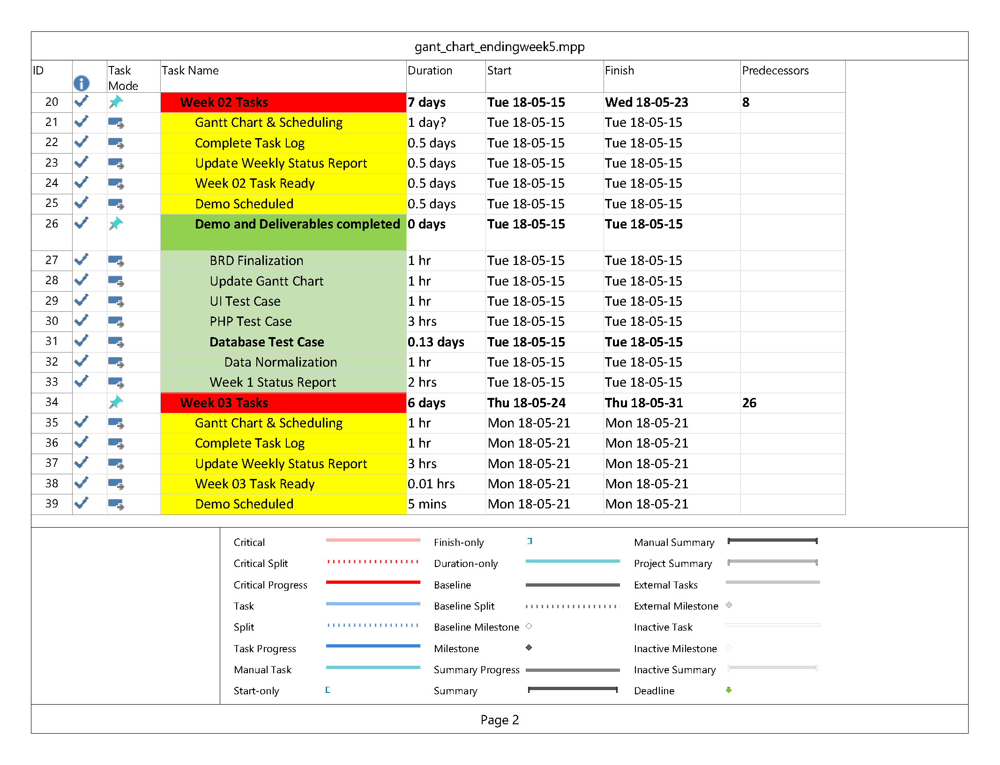 gant_chart_endingweek5.mpp
ID Task Mode Task Name Duration Start Finish Predecessors
20 Week 02 Tasks 7 days Tue 18-05-15 Wed 18-05-23 8
21 Gantt Chart & Scheduling 1 day? Tue 18-05-15 Tue 18-05-15
22 Complete Task Log 0.5 days Tue 18-05-15 Tue 18-05-15
23 Update Weekly Status Report 0.5 days Tue 18-05-15 Tue 18-05-15
24 Week 02 Task Ready 0.5 days Tue 18-05-15 Tue 18-05-15
25 Demo Scheduled 0.5 days Tue 18-05-15 Tue 18-05-15
26 Demo and Deliverables completed 0 days Tue 18-05-15 Tue 18-05-15
27 BRD Finalization 1 hr Tue 18-05-15 Tue 18-05-15
28 Update Gantt Chart 1 hr Tue 18-05-15 Tue 18-05-15
29 UI Test Case 1 hr Tue 18-05-15 Tue 18-05-15
30 PHP Test Case 3 hrs Tue 18-05-15 Tue 18-05-15
31 Database Test Case 0.13 days Tue 18-05-15 Tue 18-05-15
32 Data Normalization 1 hr Tue 18-05-15 Tue 18-05-15
33 Week 1 Status Report 2 hrs Tue 18-05-15 Tue 18-05-15
34 Week 03 Tasks 6 days Thu 18-05-24 Thu 18-05-31 26
35 Gantt Chart & Scheduling 1 hr Mon 18-05-21 Mon 18-05-21
36 Complete Task Log 1 hr Mon 18-05-21 Mon 18-05-21
37 Update Weekly Status Report 3 hrs Mon 18-05-21 Mon 18-05-21
38 Week 03 Task Ready 0.01 hrs Mon 18-05-21 Mon 18-05-21
39 Demo Scheduled 5 mins Mon 18-05-21 Mon 18-05-21
Critical Finish-only Manual Summary
Critical Split Duration-only Project Summary
Critical Progress Baseline External Tasks
Task Baseline Split External Milestone
Split Baseline Milestone Inactive Task
Task Progress Milestone Inactive Milestone
Manual Task Summary Progress Inactive Summary
Start-only Summary Deadline
Page 2